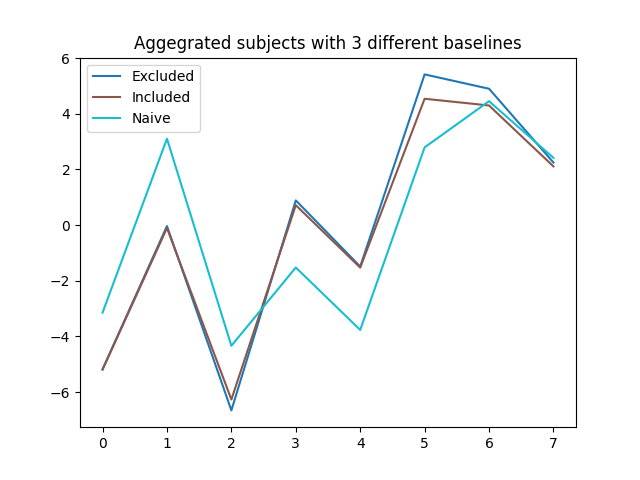 Aggegrated subjects with 3 different baselines
Excluded
Included
Naive
6
4
2
0
−2
−4
−6
0 1 2 3 4 5 6 7